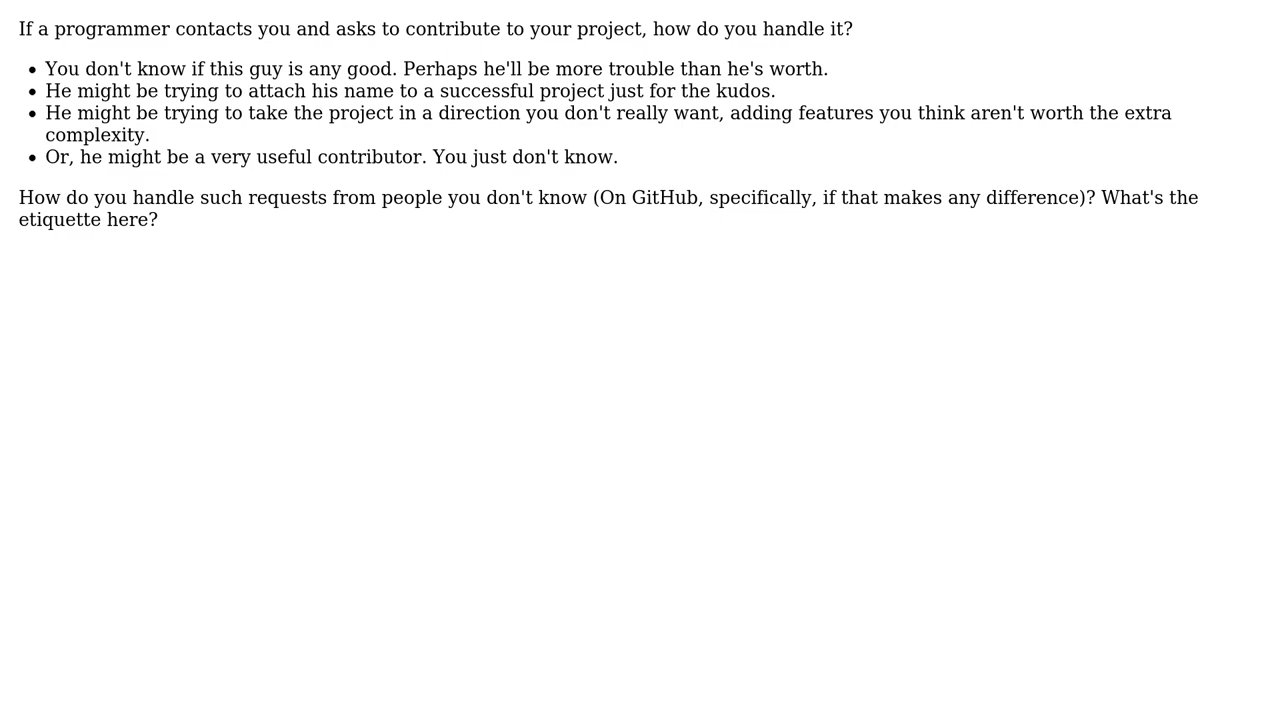 If a programmer contacts you and asks to contribute to your project, how do you handle it?
• You don't know if this guy is any good. Perhaps he'll be more trouble than he's worth.
• He might be trying to attach his name to a successful project just for the kudos.
• He might be trying to take the project in a direction you don't really want, adding features you think aren't worth the extra
complexity.
• Or, he might be a very useful contributor. You just don't know.
How do you handle such requests from people you don't know (On GitHub, specifically, if that makes any difference)? What's the
etiquette here?